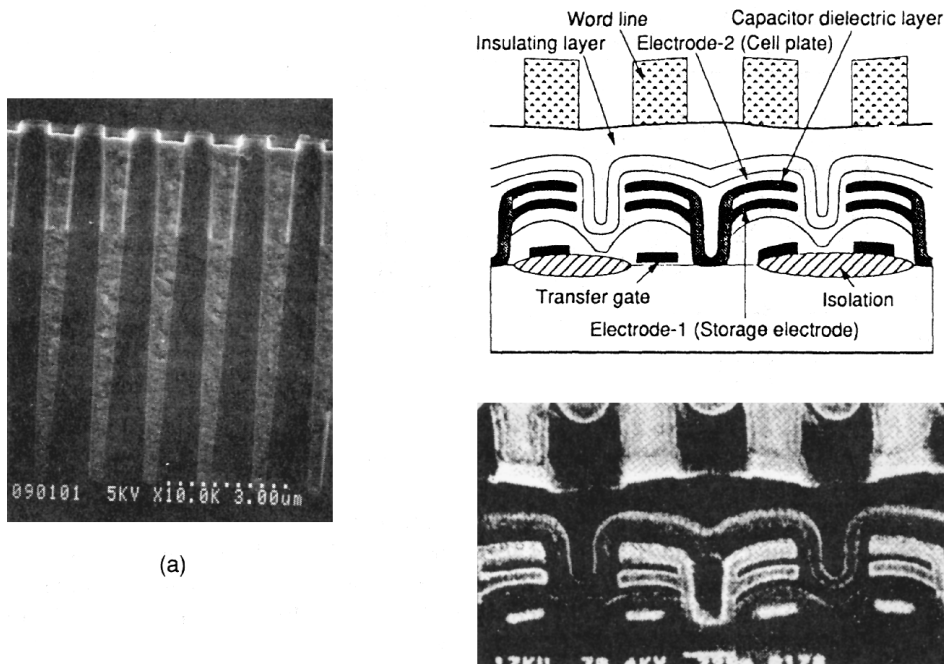 Word line
Capacitor dielectric layer
Insulating layer
Electrode-2 (Cell plate)
Transfer gate
Isolation
Electrode-1 (Storage electrode)
090101 5KV X10.0K 3.00um
(a)